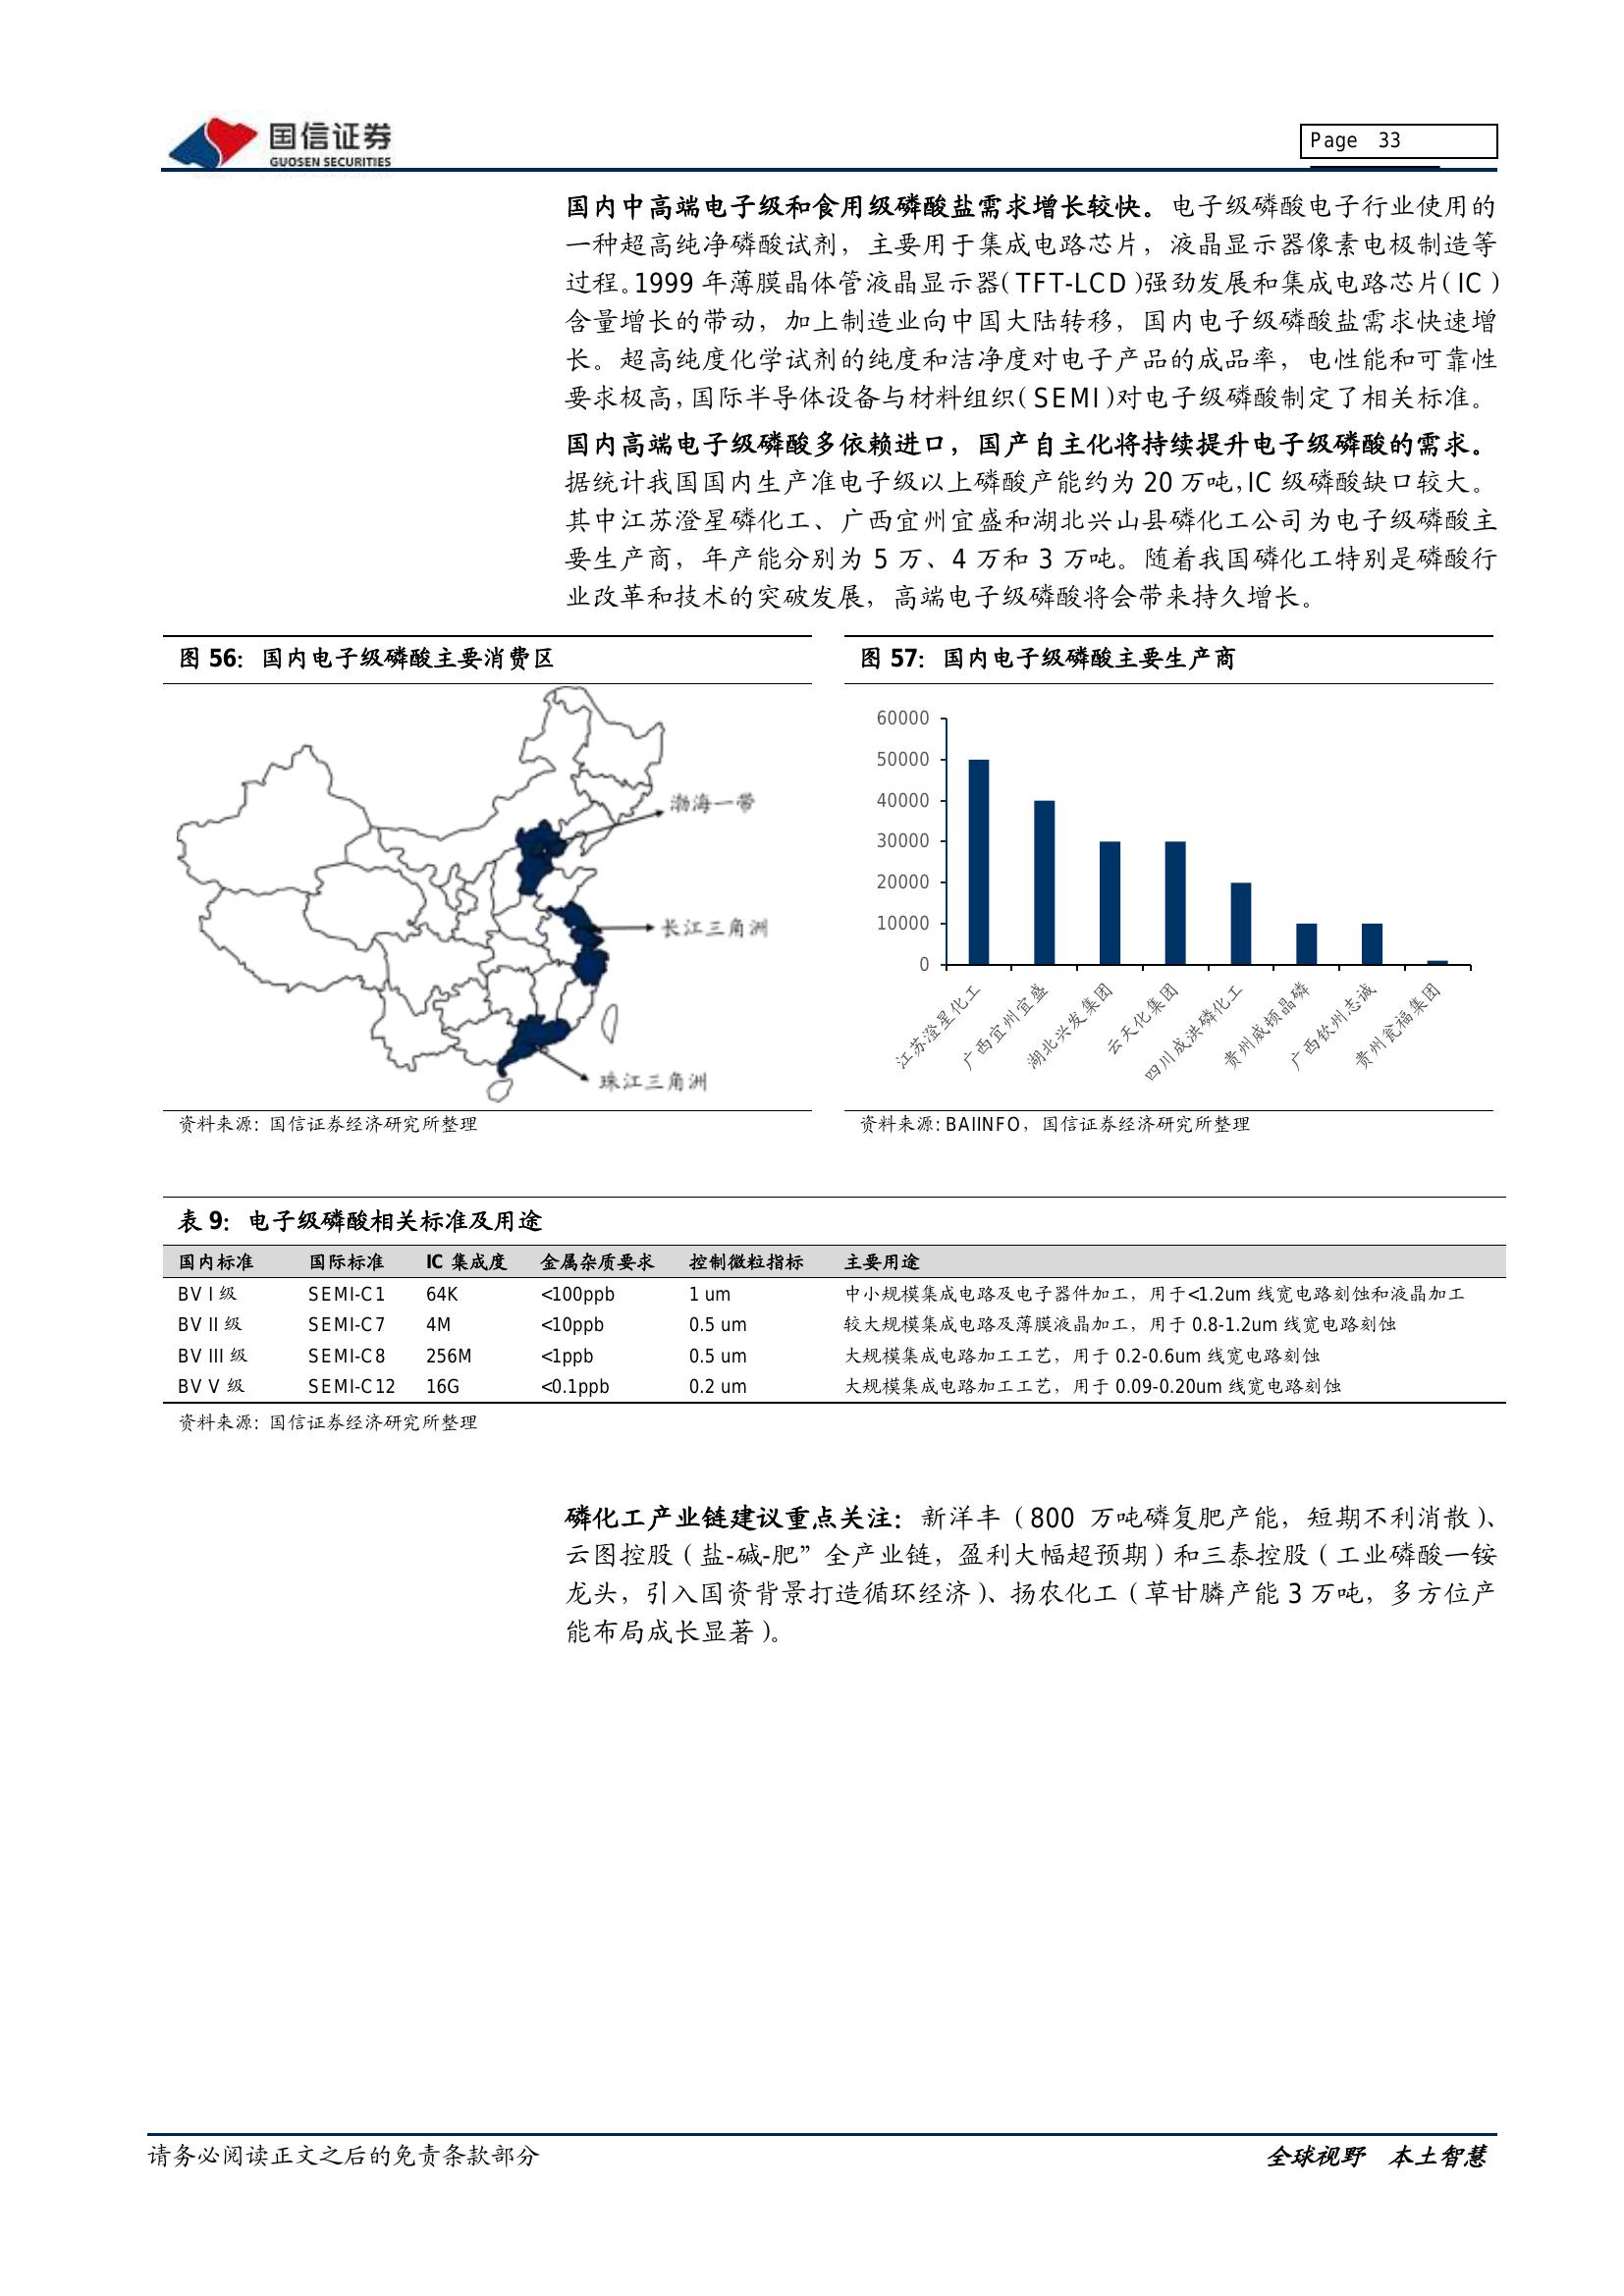 国信证券
GUOSEN SECURITIES
Page 33
国内中高端电子级和食用级磷酸盐需求增长较快。电子级磷酸电子行业使用的
一种超高纯净磷酸试剂，主要用于集成电路芯片，液晶显示器像素电极制造等
过程。1999 年薄膜晶体管液晶显示器（TFT-LCD）强劲发展和集成电路芯片（IC）
含量增长的带动，加上制造业向中国大陆转移，国内电子级磷酸盐需求快速增
长。超高纯度化学试剂的纯度和洁净度对电子产品的成品率，电性能和可靠性
要求极高，国际半导体设备与材料组织（SEMI）对电子级磷酸制定了相关标准。
国内高端电子级磷酸多依赖进口，国产自主化将持续提升电子级磷酸的需求。
据统计我国国内生产准电子级以上磷酸产能约为 20 万吨，IC 级磷酸缺口较大。
其中江苏澄星磷化工、广西宜州宜盛和湖北兴山县磷化工公司为电子级磷酸主
要生产商，年产能分别为 5 万、4 万和 3 万吨。随着我国磷化工特别是磷酸行
业改革和技术的突破发展，高端电子级磷酸将会带来持久增长。
图 56：国内电子级磷酸主要消费区
渤海一带
长江三角洲
珠江三角洲
资料来源：国信证券经济研究所整理
图 57：国内电子级磷酸主要生产商
60000
50000
40000
30000
20000
10000
0
江苏澄星化工
广西宜州宜盛
湖北兴发集团
云天化集团
四川成洪磷化工
贵州威顿晶磷
广西钦州志诚
贵州瓮福集团
资料来源：BAIINFO，国信证券经济研究所整理
表 9：电子级磷酸相关标准及用途
国内标准 国际标准 IC 集成度 金属杂质要求 控制微粒指标 主要用途
BV I 级 SEMI-C1 64K <100ppb 1 um 中小规模集成电路及电子器件加工，用于<1.2um 线宽电路刻蚀和液晶加工
BV II 级 SEMI-C7 4M <10ppb 0.5 um 较大规模集成电路及薄膜液晶加工，用于 0.8-1.2um 线宽电路刻蚀
BV III 级 SEMI-C8 256M <1ppb 0.5 um 大规模集成电路加工工艺，用于 0.2-0.6um 线宽电路刻蚀
BV V 级 SEMI-C12 16G <0.1ppb 0.2 um 大规模集成电路加工工艺，用于 0.09-0.20um 线宽电路刻蚀
资料来源：国信证券经济研究所整理
磷化工产业链建议重点关注：新洋丰（800 万吨磷复肥产能，短期不利消散）、
云图控股（盐-碱-肥”全产业链，盈利大幅超预期）和三泰控股（工业磷酸一铵
龙头，引入国资背景打造循环经济）、扬农化工（草甘膦产能 3 万吨，多方位产
能布局成长显著）。
请务必阅读正文之后的免责条款部分
全球视野 本土智慧